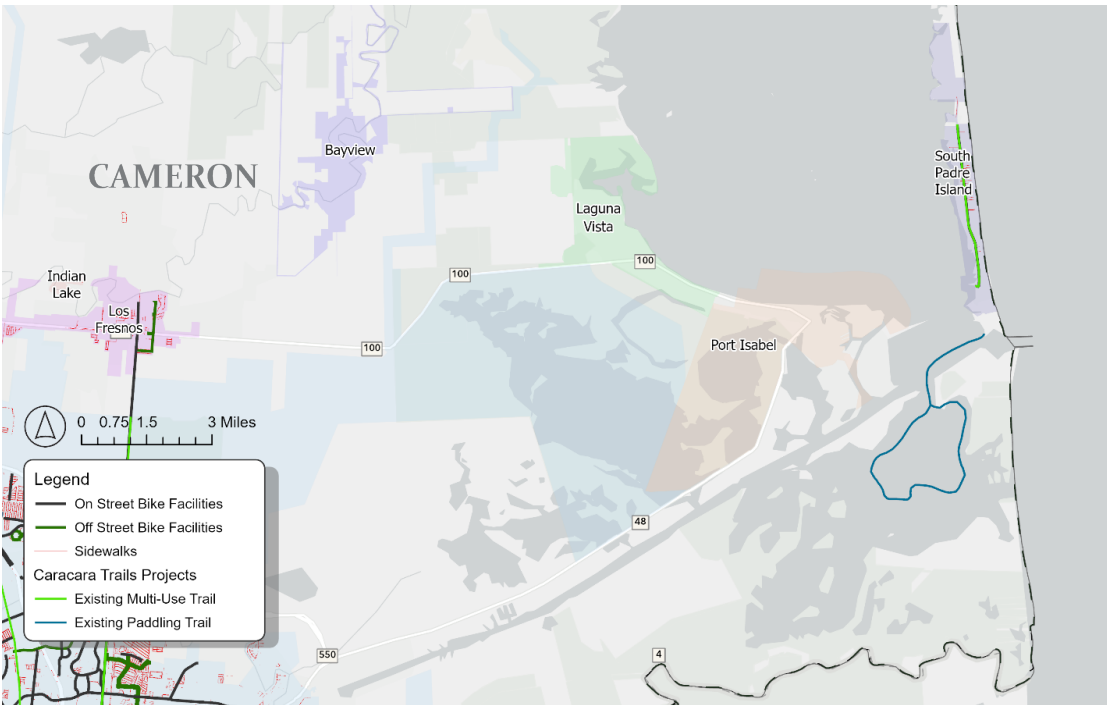 Bayview
CAMERON
South
Padre
Island
Laguna
Vista
100
100
Indian
Lake
Los
Fresnos
100
Port Isabel
0 0.75 1.5 3 Miles
Legend
On Street Bike Facilities
Off Street Bike Facilities
Sidewalks
Caracara Trails Projects
Existing Multi-Use Trail
Existing Paddling Trail
48
550
4